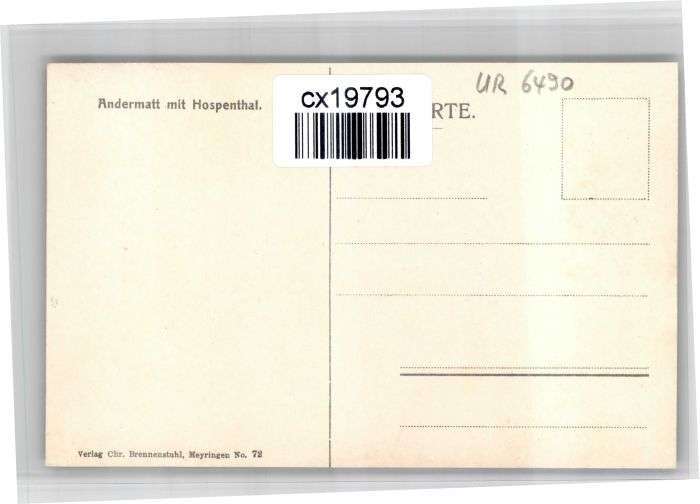 UR 6490
Andermatt mit Hospenthal.
cx19793
RTE.
Verlag Chr. Brennenstuhl, Meyringen No. 72